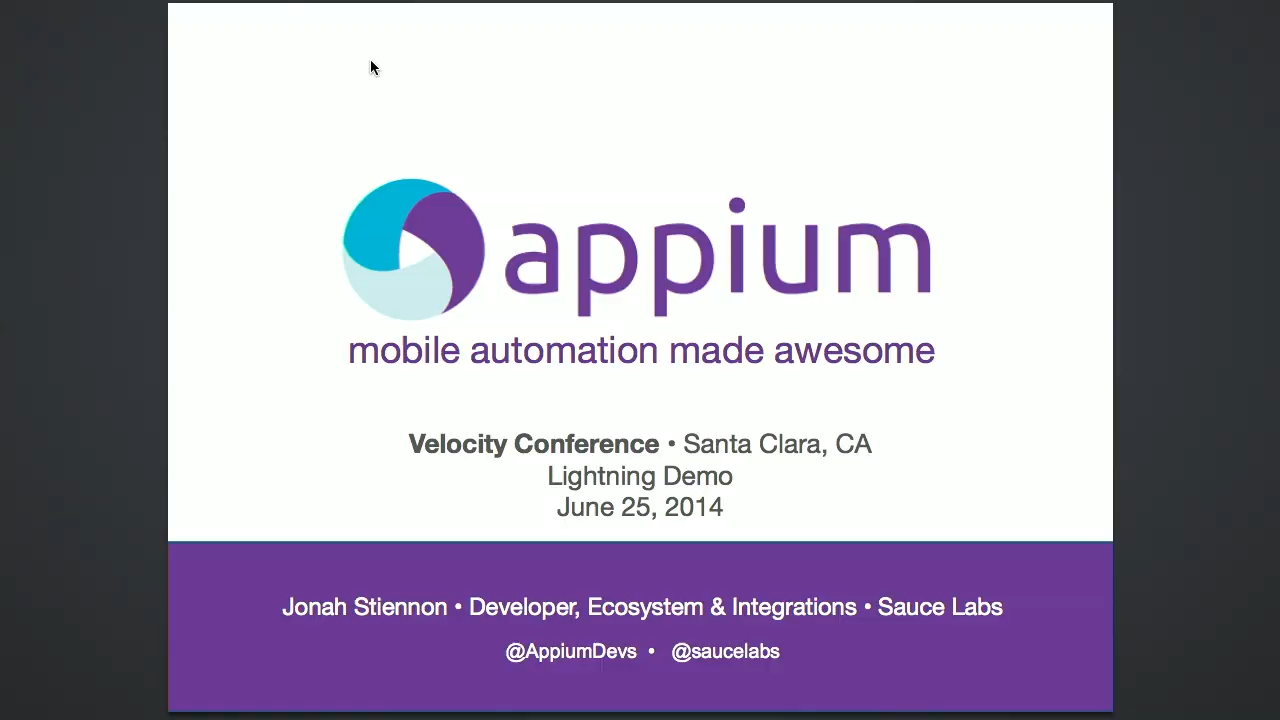 appium
mobile automation made awesome
Velocity Conference • Santa Clara, CA
Lightning Demo
June 25, 2014
Jonah Stiennon • Developer, Ecosystem & Integrations • Sauce Labs
@AppiumDevs • @saucelabs